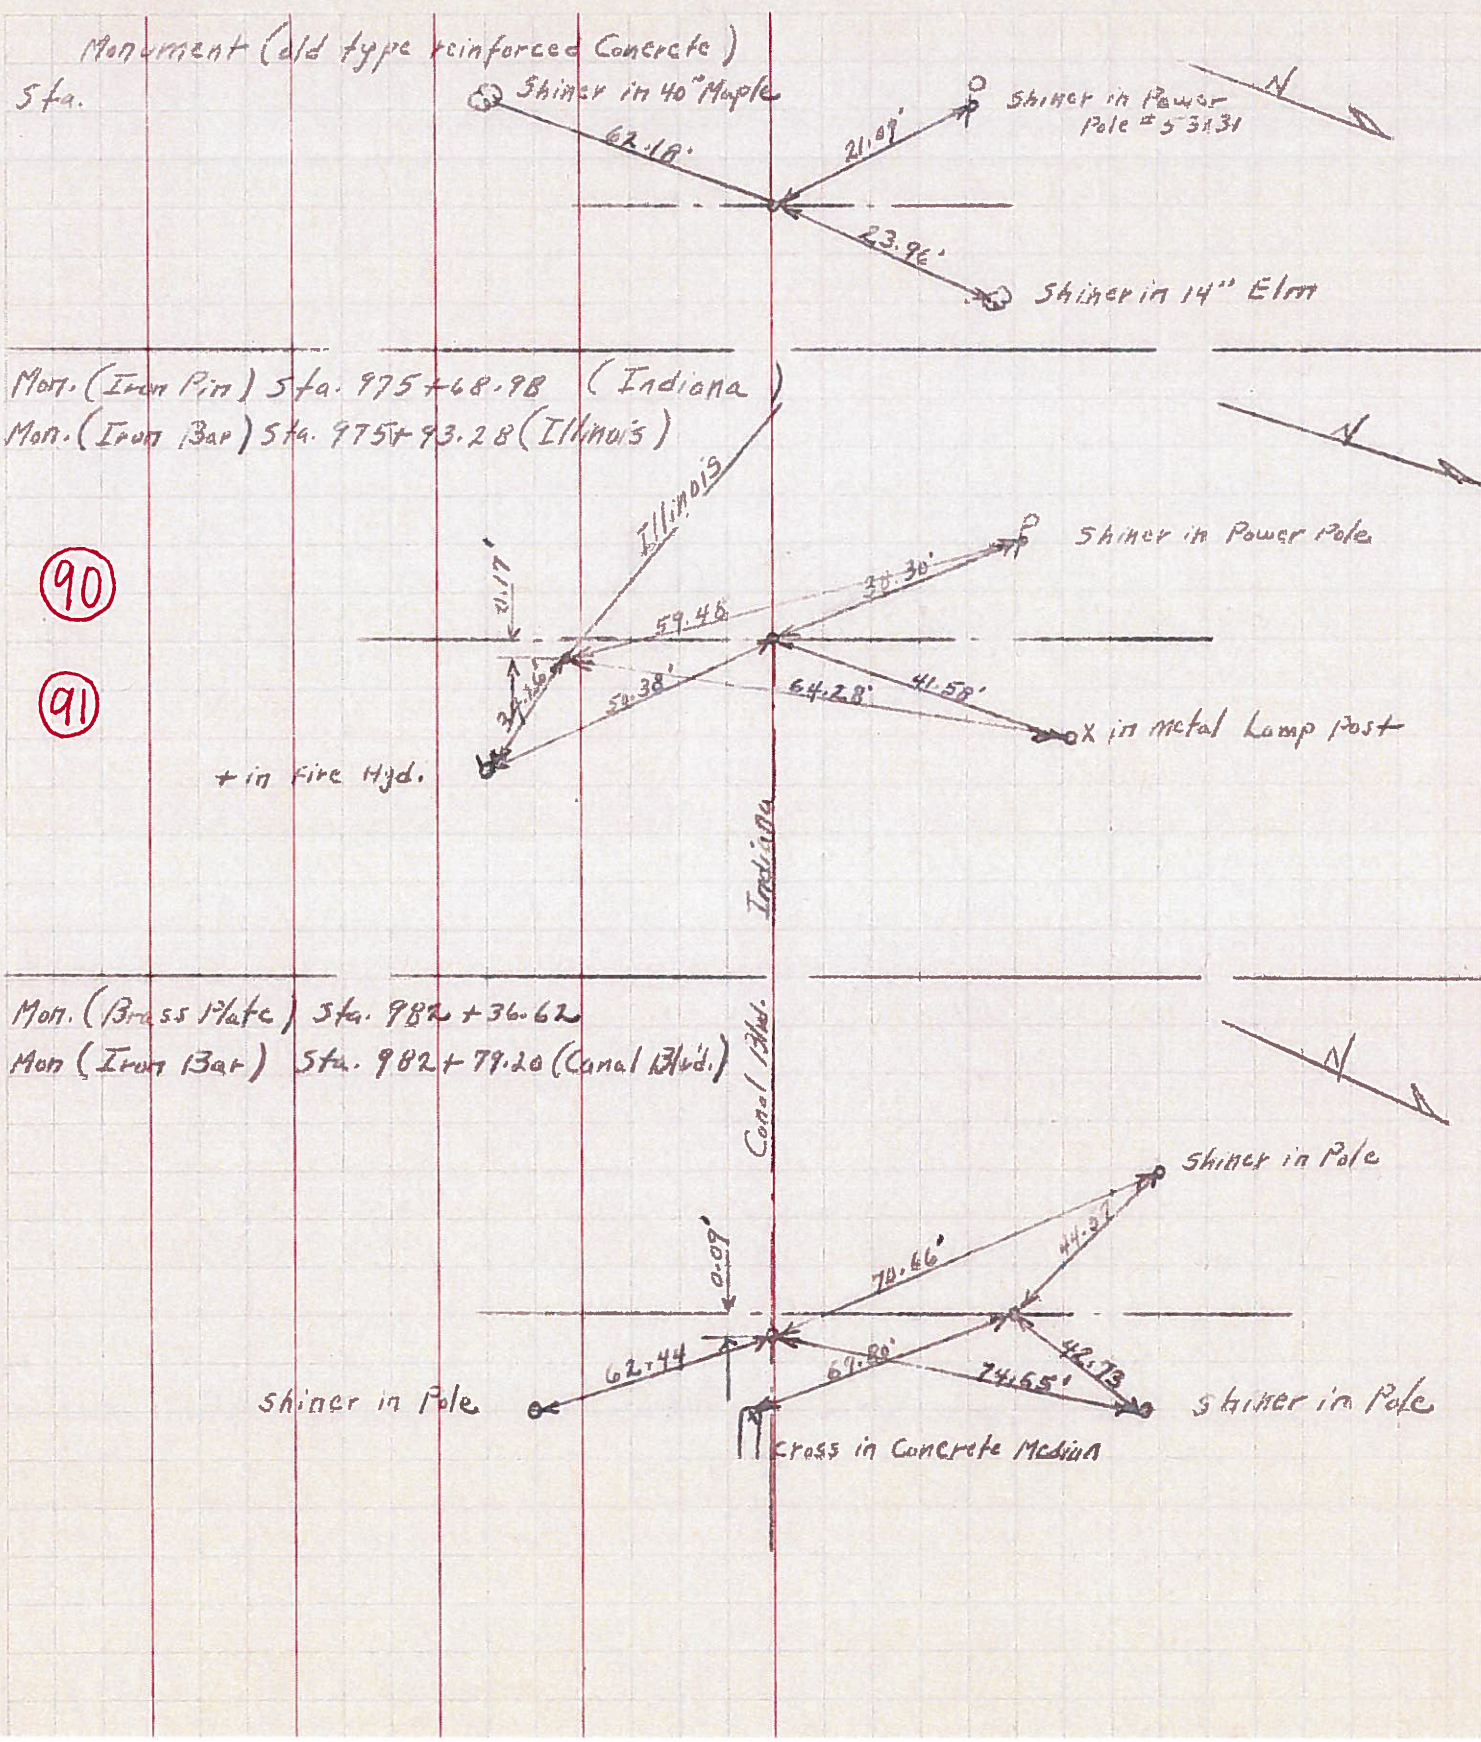 Monument (old type reinforced Concrete)
Sta.
Shiner in 40" Maple
Shiner in Power
Pole #53131
N
62.18'
21.09'
23.96'
Shiner in 14" Elm
Mon. (Iron Pin) Sta. 975+68.98 (Indiana)
Mon. (Iron Bar) Sta. 975+93.28 (Illinois)
N
Illinois
Shiner in Power Pole
90
0.17'
59.46
38.30'
91
50.38'
64.28'
41.58'
X in Metal Lamp Post
+ in Fire Hyd.
Indiana
Mon. (Brass Plate) Sta. 982+36.62
Mon (Iron Bar) Sta. 982+79.20 (Canal Blvd.)
Canal Blvd.
N
Shiner in Pole
0.09'
70.66'
62.44
69.80'
74.65'
42.73
Shiner in Pole
Shiner in Pole
Cross in Concrete Median